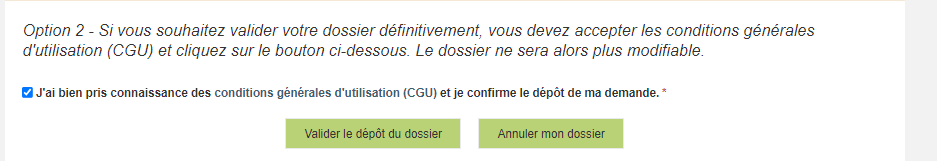 Option 2 - Si vous souhaitez valider votre dossier définitivement, vous devez accepter les conditions générales
d'utilisation (CGU) et cliquez sur le bouton ci-dessous. Le dossier ne sera alors plus modifiable.
J'ai bien pris connaissance des conditions générales d'utilisation (CGU) et je confirme le dépôt de ma demande. *
Valider le dépôt du dossier Annuler mon dossier